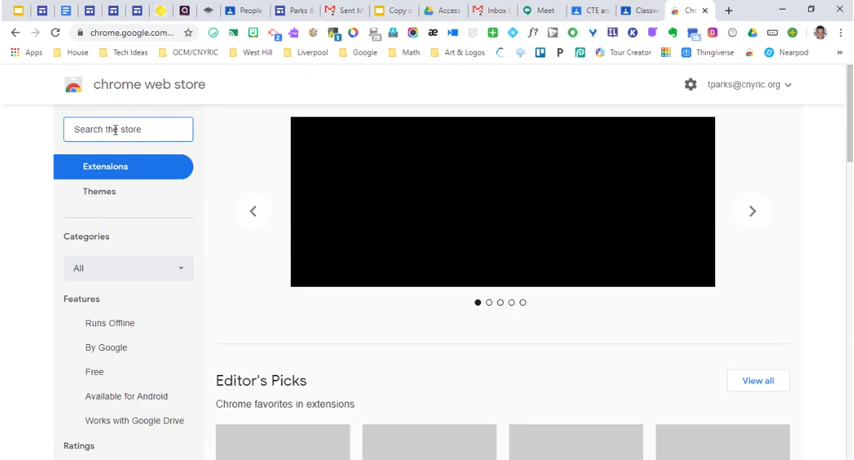 People
Parks &
Sent M
Copy o
Access
Inbox (
Meet
CTE an
Classw
Chr
chrome.google.com...
Apps
House
Tech Ideas
OCM/CNYRIC
West Hill
Liverpool
Google
Math
Art & Logos
Tour Creator
Thingiverse
Nearpod
»
chrome web store
tparks@cnyric.org
Search the store
Extensions
Themes
Categories
All
Features
Runs Offline
By Google
Free
Available for Android
Works with Google Drive
Ratings
Editor's Picks
View all
Chrome favorites in extensions